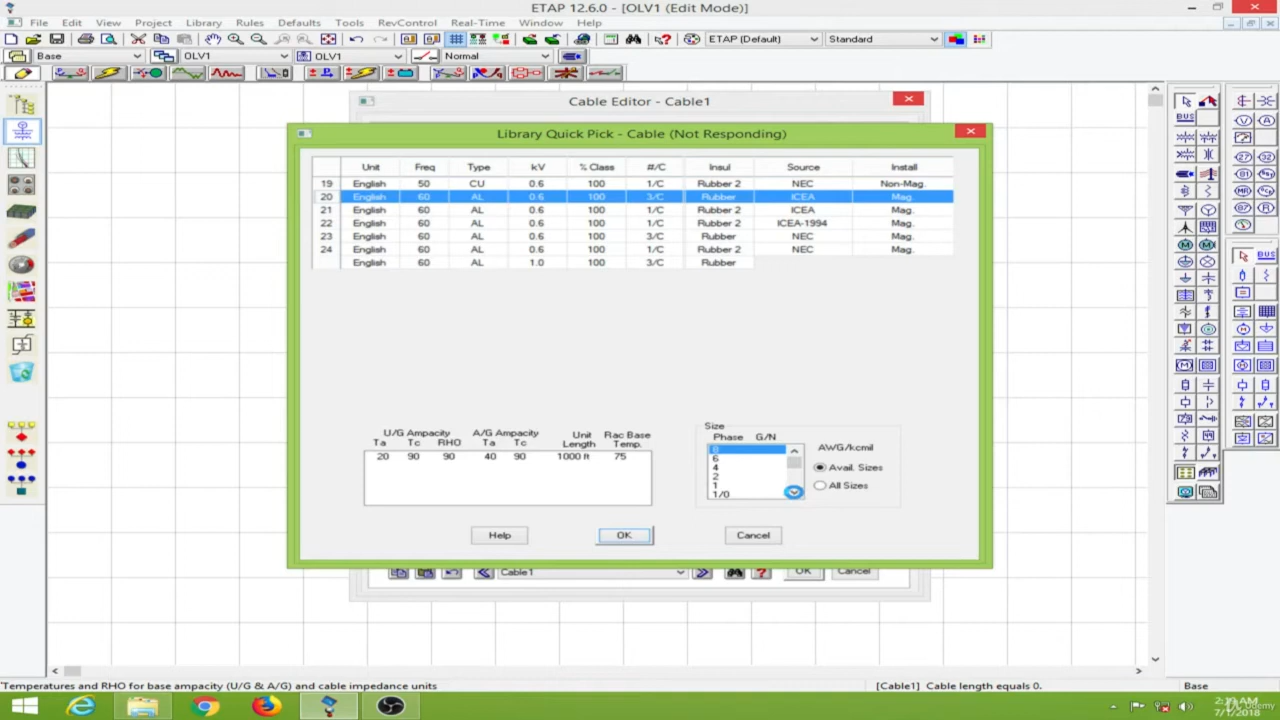 ETAP 12.6.0 - [OLV1 (Edit Mode)]
File Edit View Project Library Rules Defaults Tools RevControl Real-Time Window Help
ETAP (Default) Standard
Base OLV1 OLV1 Normal
Cable Editor - Cable1
Library Quick Pick - Cable (Not Responding)
Unit Freq Type kV % Class #/C Insul Source Install
19 English 50 CU 0.6 100 1/C Rubber 2 NEC Non-Mag.
20 English 60 AL 0.6 100 3/C Rubber ICEA Mag.
21 English 60 AL 0.6 100 1/C Rubber 2 ICEA Mag.
22 English 60 AL 0.6 100 1/C Rubber 2 ICEA-1994 Mag.
23 English 60 AL 0.6 100 3/C Rubber NEC Mag.
24 English 60 AL 0.6 100 1/C Rubber 2 NEC Mag.
English 60 AL 1.0 100 3/C Rubber
U/G Ampacity A/G Ampacity Unit Rac Base
Ta Tc RHO Ta Tc Length Temp.
20 90 90 40 90 1000 ft 75
Size
Phase G/N
8
6
4
2
1
1/0
AWG/kcmil
Avail. Sizes
All Sizes
Help OK Cancel
Cable1 OK Cancel
BUS
BUS
Temperatures and RHO for base ampacity (U/G & A/G) and cable impedance units [Cable1] Cable length equals 0. Base
7/1/2018
Udemy